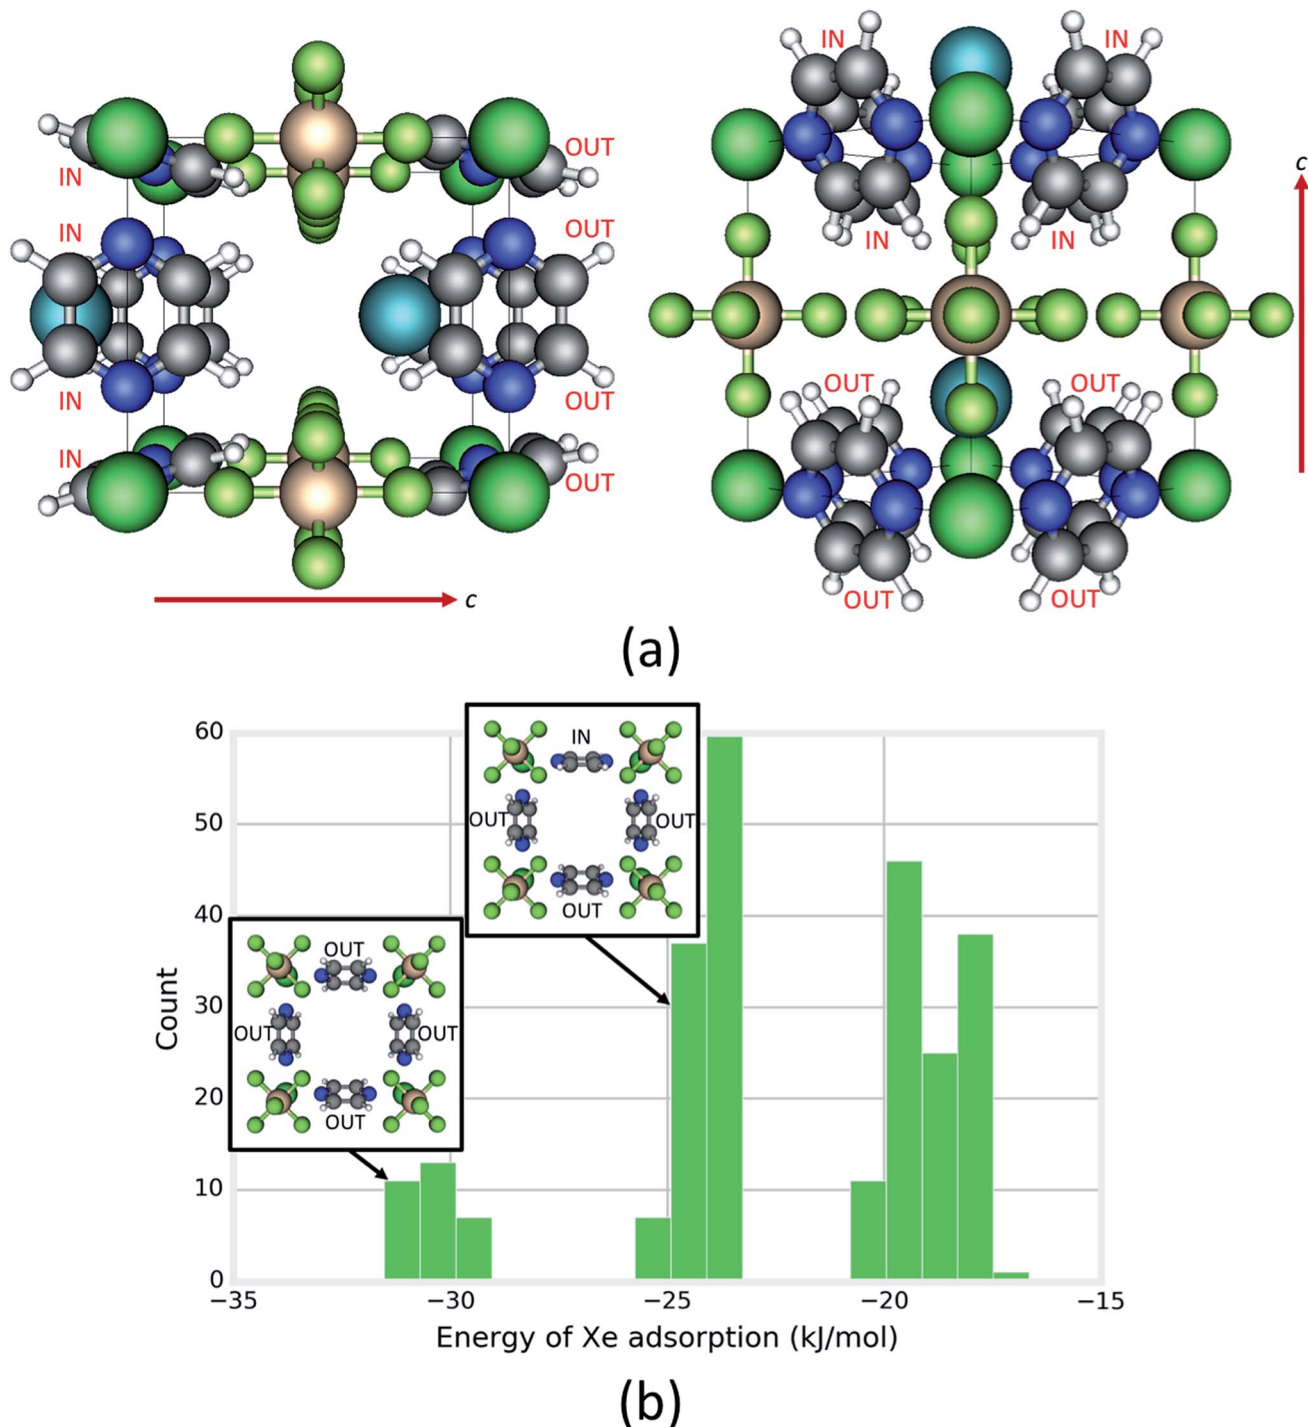 IN
IN
IN
IN
OUT
OUT
OUT
OUT
c
IN
IN
IN
IN
OUT
OUT
OUT
OUT
c
(a)
60
50
40
30
20
10
0
Count
IN
OUT
OUT
OUT
OUT
OUT
OUT
OUT
−35
−30
−25
−20
−15
Energy of Xe adsorption (kJ/mol)
(b)